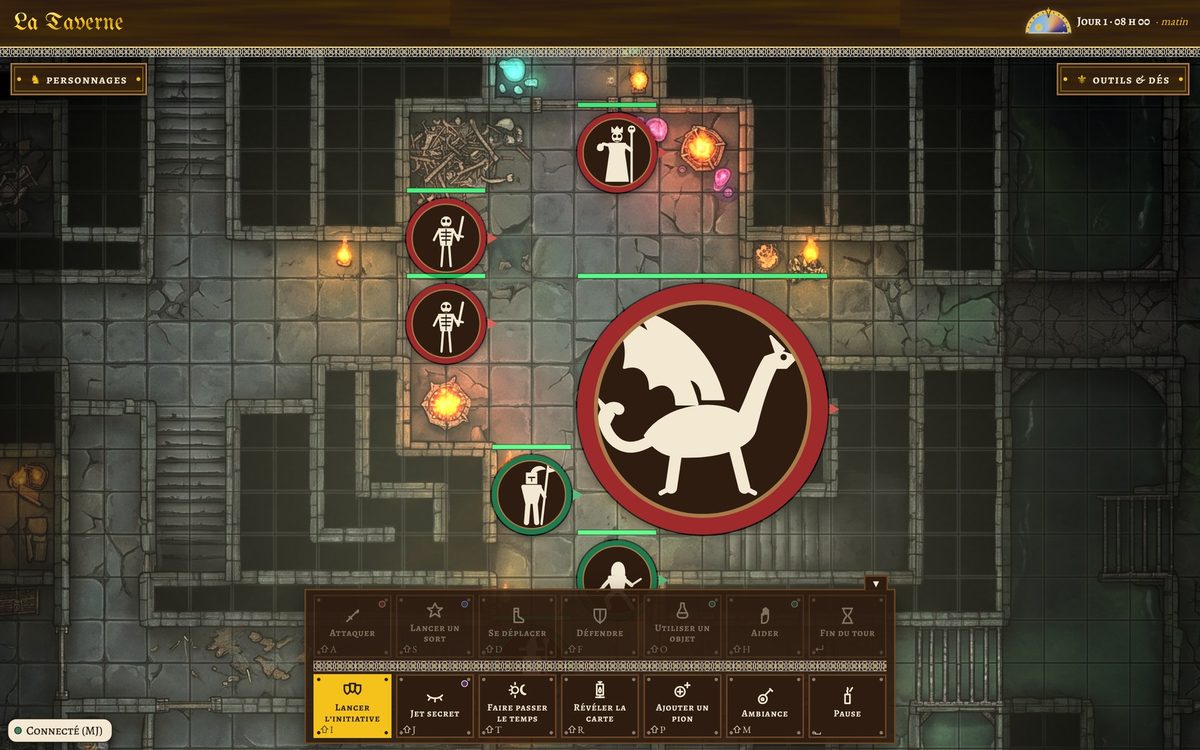 La Taverne
Jour 1 · 08 h 00 · matin
Personnages
Outils & Dés
Attaquer
⇧A
Lancer un
sort
⇧S
Se déplacer
⇧D
Défendre
⇧F
Utiliser un
objet
⇧O
Aider
⇧H
Fin du tour
↵
Lancer
l'initiative
⇧I
Jet secret
⇧J
Faire passer
le temps
⇧T
Révéler la
carte
⇧R
Ajouter un
pion
⇧P
Ambiance
⇧M
Pause
Connecté (MJ)